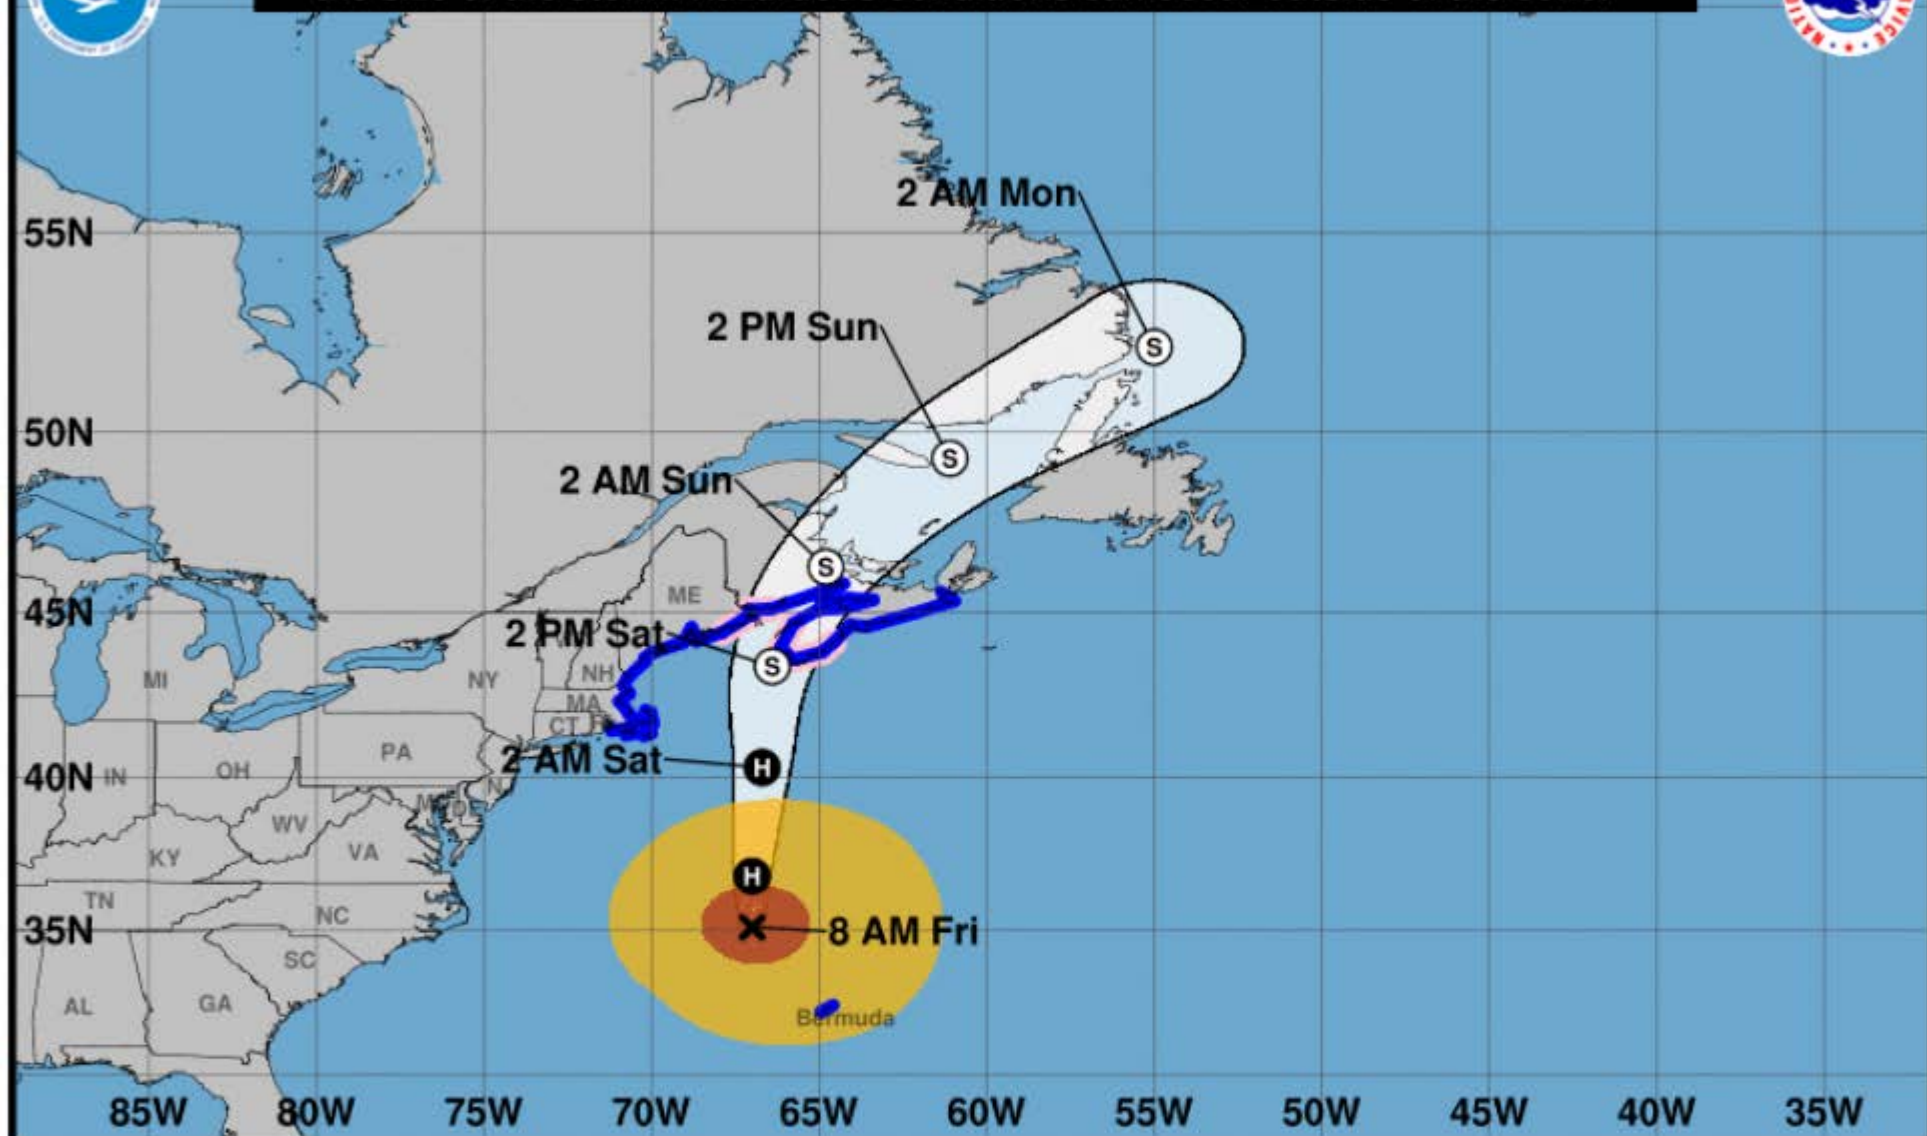 2 AM Mon
55N
2 PM Sun
S
50N
S
2 AM Sun
S
ME
45N
2 PM Sat
S
NH
MI
NY
MA
CT
PA
2 AM Sat
H
40N
IN
OH
WV
VA
KY
H
TN
NC
35N
8 AM Fri
SC
AL
GA
Bermuda
85W 80W 75W 70W 65W 60W 55W 50W 45W 40W 35W